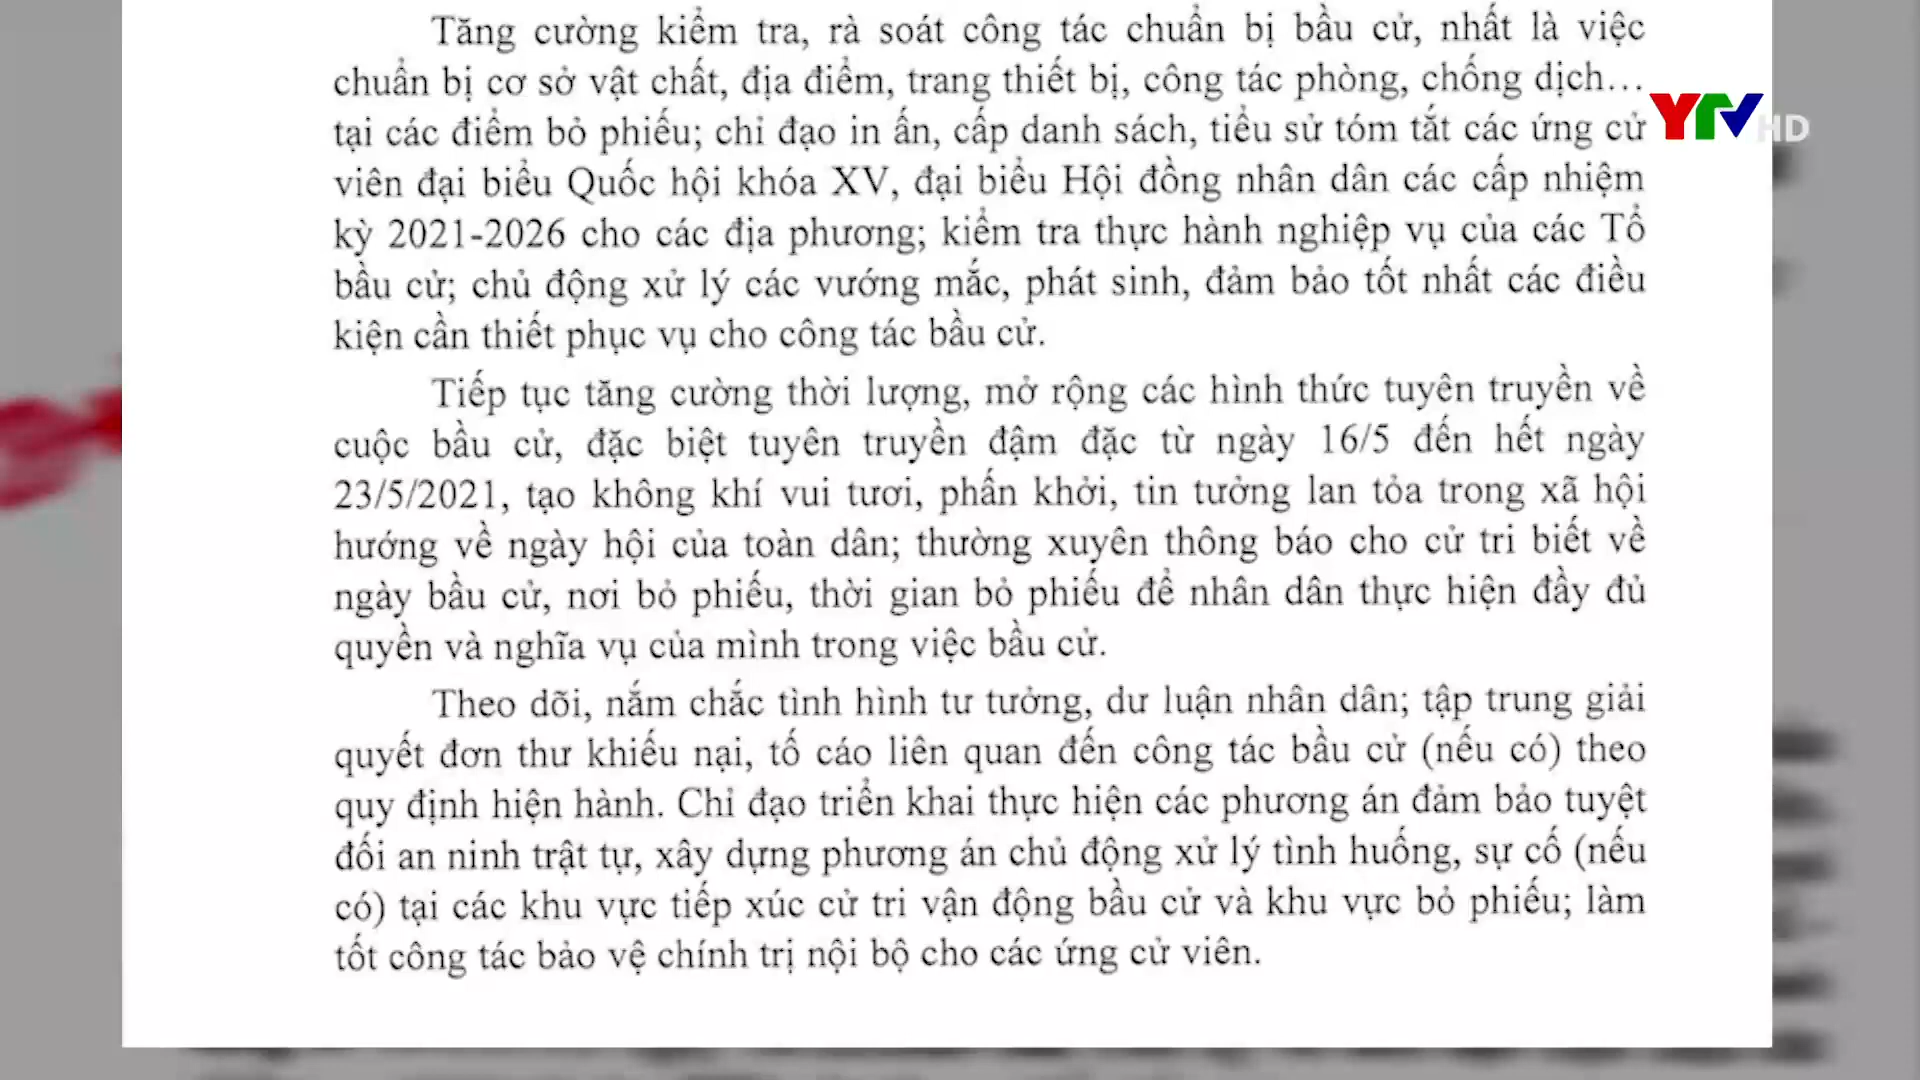 Tăng cường kiểm tra, rà soát công tác chuẩn bị bầu cử, nhất là việc
chuẩn bị cơ sở vật chất, địa điểm, trang thiết bị, công tác phòng, chống dịch...
tại các điểm bỏ phiếu; chỉ đạo in ấn, cấp danh sách, tiểu sử tóm tắt các ứng cử
YTV HD
viên đại biểu Quốc hội khóa XV, đại biểu Hội đồng nhân dân các cấp nhiệm
kỳ 2021-2026 cho các địa phương; kiểm tra thực hành nghiệp vụ của các Tổ
bầu cử; chủ động xử lý các vướng mắc, phát sinh, đảm bảo tốt nhất các điều
kiện cần thiết phục vụ cho công tác bầu cử.
Tiếp tục tăng cường thời lượng, mở rộng các hình thức tuyên truyền về
cuộc bầu cử, đặc biệt tuyên truyền đậm đặc từ ngày 16/5 đến hết ngày
23/5/2021, tạo không khí vui tươi, phấn khởi, tin tưởng lan tỏa trong xã hội
hướng về ngày hội của toàn dân; thường xuyên thông báo cho cử tri biết về
ngày bầu cử, nơi bỏ phiếu, thời gian bỏ phiếu để nhân dân thực hiện đầy đủ
quyền và nghĩa vụ của mình trong việc bầu cử.
Theo dõi, nắm chắc tình hình tư tưởng, dư luận nhân dân; tập trung giải
quyết đơn thư khiếu nại, tố cáo liên quan đến công tác bầu cử (nếu có) theo
quy định hiện hành. Chỉ đạo triển khai thực hiện các phương án đảm bảo tuyệt
đối an ninh trật tự, xây dựng phương án chủ động xử lý tình huống, sự cố (nếu
có) tại các khu vực tiếp xúc cử tri vận động bầu cử và khu vực bỏ phiếu; làm
tốt công tác bảo vệ chính trị nội bộ cho các ứng cử viên.